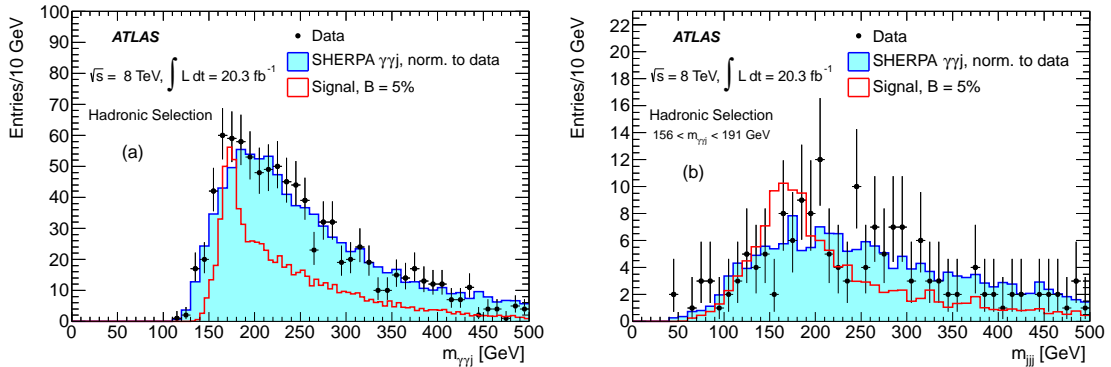 Entries/10 GeV
100
90
80
70
60
50
40
30
20
10
0
ATLAS
√s = 8 TeV, ∫ L dt = 20.3 fb⁻¹
Hadronic Selection
(a)
Data
SHERPA γγj, norm. to data
Signal, B = 5%
0 50 100 150 200 250 300 350 400 450 500
m_γγj [GeV]
Entries/10 GeV
22
20
18
16
14
12
10
8
6
4
2
0
ATLAS
√s = 8 TeV, ∫ L dt = 20.3 fb⁻¹
Hadronic Selection
156 < m_γγj < 191 GeV
(b)
Data
SHERPA γγj, norm. to data
Signal, B = 5%
0 50 100 150 200 250 300 350 400 450 500
m_jjj [GeV]